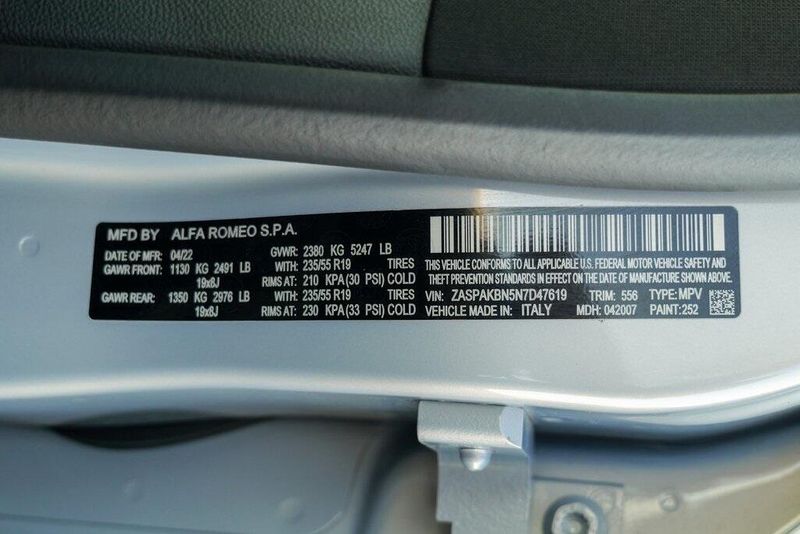 MFD BY ALFA ROMEO S.P.A.
DATE OF MFR: 04/22 GVWR: 2380 KG 5247 LB
GAWR FRONT: 1130 KG 2491 LB WITH: 235/55 R19 TIRES
19x8J RIMS AT: 210 KPA(30 PSI) COLD
GAWR REAR: 1350 KG 2976 LB WITH: 235/55 R19 TIRES
19x8J RIMS AT: 230 KPA(33 PSI) COLD
THIS VEHICLE CONFORMS TO ALL APPLICABLE U.S. FEDERAL MOTOR VEHICLE SAFETY AND
THEFT PREVENTION STANDARDS IN EFFECT ON THE DATE OF MANUFACTURE SHOWN ABOVE.
VIN: ZASPAKBN5N7D47619 TRIM: 556 TYPE: MPV
VEHICLE MADE IN: ITALY MDH: 042007 PAINT: 252